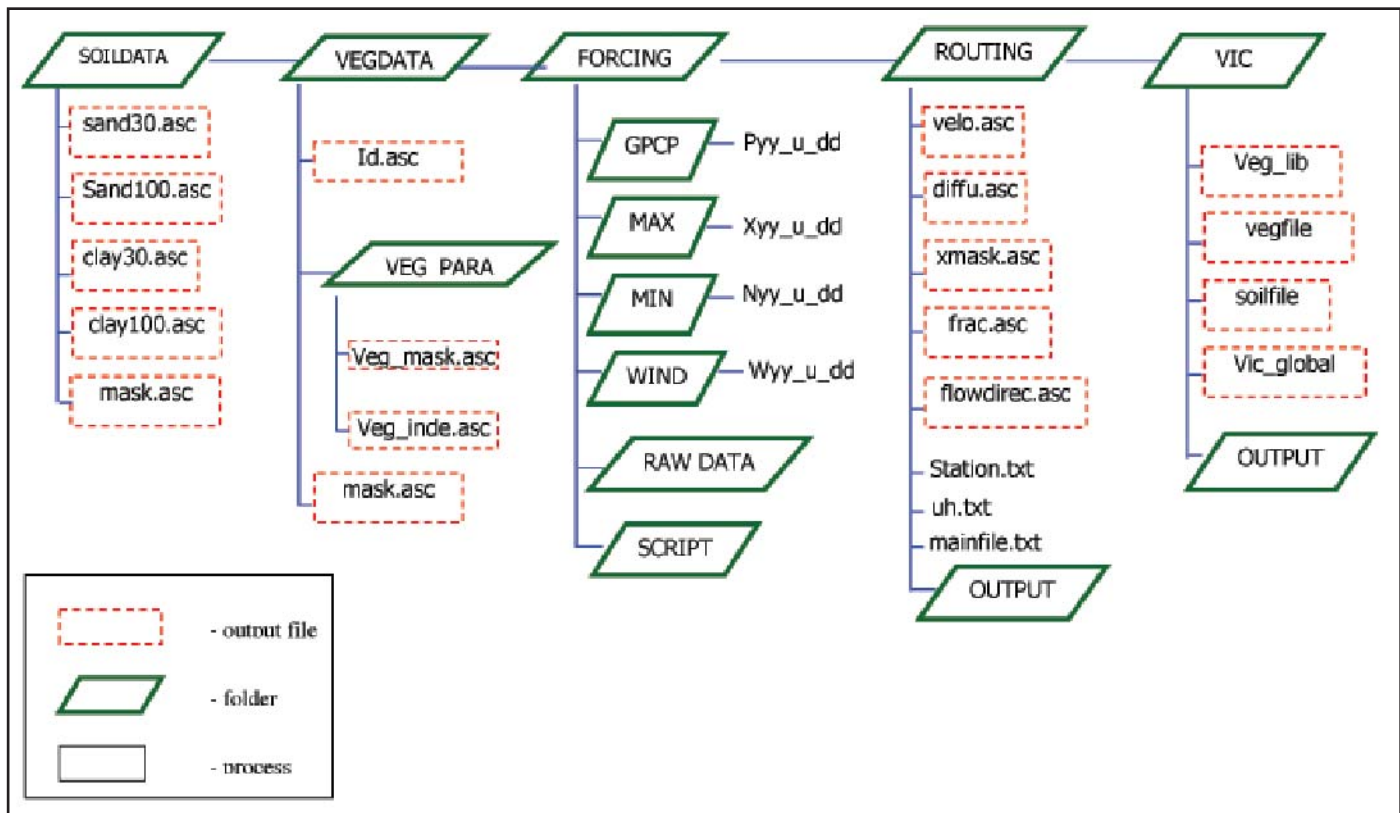 SOILDATA
sand30.asc
Sand100.asc
clay30.asc
clay100.asc
mask.asc
VEGDATA
Id.asc
VEG PARA
Veg_mask.asc
Veg_inde.asc
mask.asc
FORCING
GPCP
Pyy_u_dd
MAX
Xyy_u_dd
MIN
Nyy_u_dd
WIND
Wyy_u_dd
RAW DATA
SCRIPT
ROUTING
velo.asc
diffu.asc
xmask.asc
frac.asc
flowdirec.asc
Station.txt
uh.txt
mainfile.txt
OUTPUT
VIC
Veg_lib
vegfile
soilfile
Vic_global
OUTPUT
- output file
- folder
- process